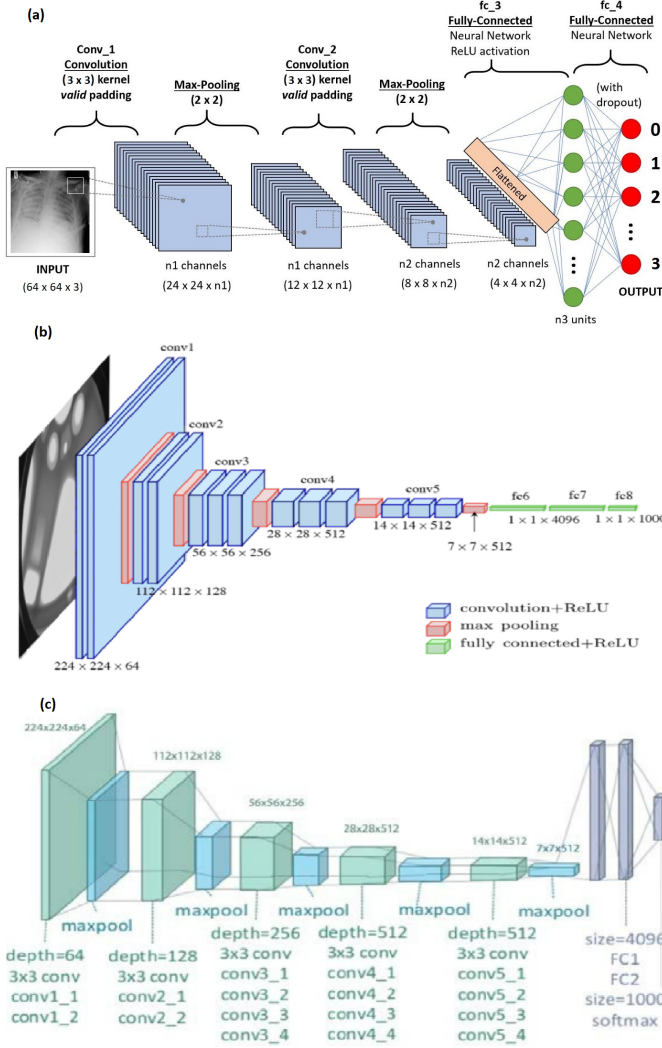 (a)
Conv_1
Convolution
(3 x 3) kernel
valid padding
Max-Pooling
(2 x 2)
Conv_2
Convolution
(3 x 3) kernel
valid padding
Max-Pooling
(2 x 2)
fc_3
Fully-Connected
Neural Network
ReLU activation
fc_4
Fully-Connected
Neural Network
(with
dropout)
Flattened
0
1
2
3
OUTPUT
INPUT
(64 x 64 x 3)
n1 channels
(24 x 24 x n1)
n1 channels
(12 x 12 x n1)
n2 channels
(8 x 8 x n2)
n2 channels
(4 x 4 x n2)
n3 units
(b)
conv1
conv2
conv3
conv4
conv5
fc6
fc7
fc8
1 × 1 × 4096
1 × 1 × 1000
14 × 14 × 512
28 × 28 × 512
7 × 7 × 512
56 × 56 × 256
112 × 112 × 128
224 × 224 × 64
convolution+ReLU
max pooling
fully connected+ReLU
(c)
224x224x64
112x112x128
56x56x256
28x28x512
14x14x512
7x7x512
maxpool
maxpool
maxpool
maxpool
maxpool
depth=64
3x3 conv
conv1_1
conv1_2
depth=128
3x3 conv
conv2_1
conv2_2
depth=256
3x3 conv
conv3_1
conv3_2
conv3_3
conv3_4
depth=512
3x3 conv
conv4_1
conv4_2
conv4_3
conv4_4
depth=512
3x3 conv
conv5_1
conv5_2
conv5_3
conv5_4
size=4096
FC1
FC2
size=1000
softmax